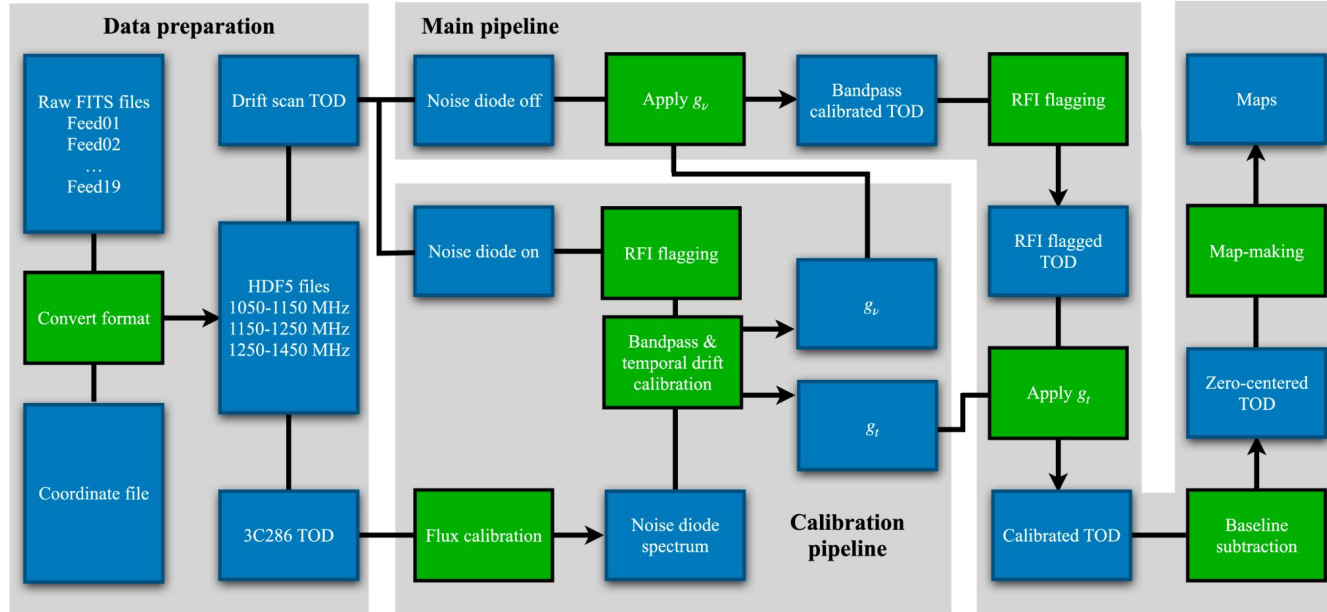 Data preparation
Raw FITS files
Feed01
Feed02
…
Feed19
Convert format
Coordinate file
Drift scan TOD
HDF5 files
1050-1150 MHz
1150-1250 MHz
1250-1450 MHz
3C286 TOD
Main pipeline
Noise diode off
Apply gν
Bandpass
calibrated TOD
RFI flagging
RFI flagged
TOD
Apply gt
Calibrated TOD
Baseline
subtraction
Zero-centered
TOD
Map-making
Maps
Noise diode on
RFI flagging
Bandpass &
temporal drift
calibration
gν
gt
Flux calibration
Noise diode
spectrum
Calibration
pipeline